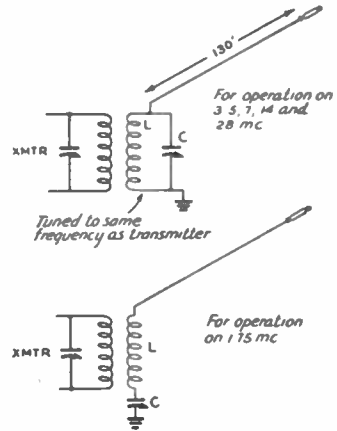 130'
For operation on
3 5, 7, 14 and
28 mc
L
C
XMTR
Tuned to same
frequency as transmitter
For operation
on 1 75 mc
XMTR
L
C